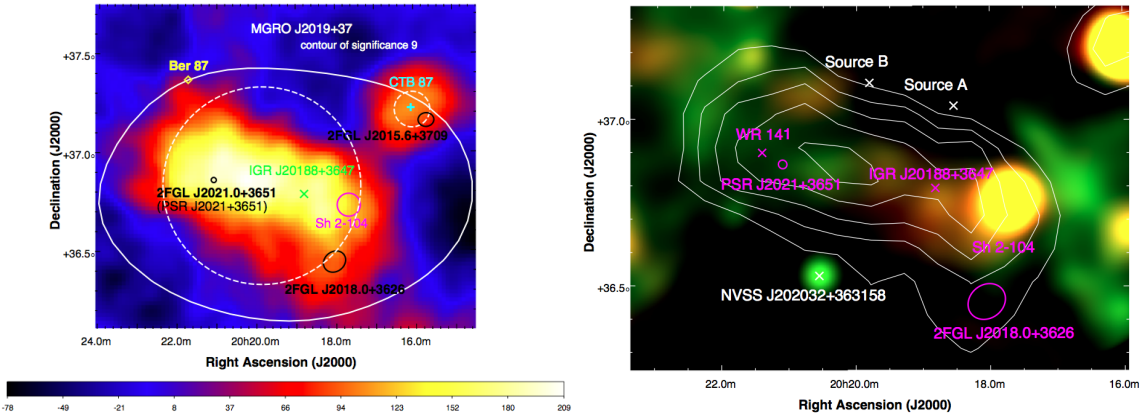 MGRO J2019+37
contour of significance 9
+37.5°
Ber 87
CTB 87
2FGL J2015.6+3709
+37.0°
IGR J20188+3647
2FGL J2021.0+3651
(PSR J2021+3651)
Sh 2-104
+36.5°
2FGL J2018.0+3626
24.0m 22.0m 20h20.0m 18.0m 16.0m
Right Ascension (J2000)
Declination (J2000)
-78 -49 -21 8 37 66 94 123 152 180 209
Source B
Source A
+37.0°
WR 141
IGR J20188+3647
PSR J2021+3651
Sh 2-104
NVSS J202032+363158
+36.5°
2FGL J2018.0+3626
22.0m 20h20.0m 18.0m 16.0m
Right Ascension (J2000)
Declination (J2000)